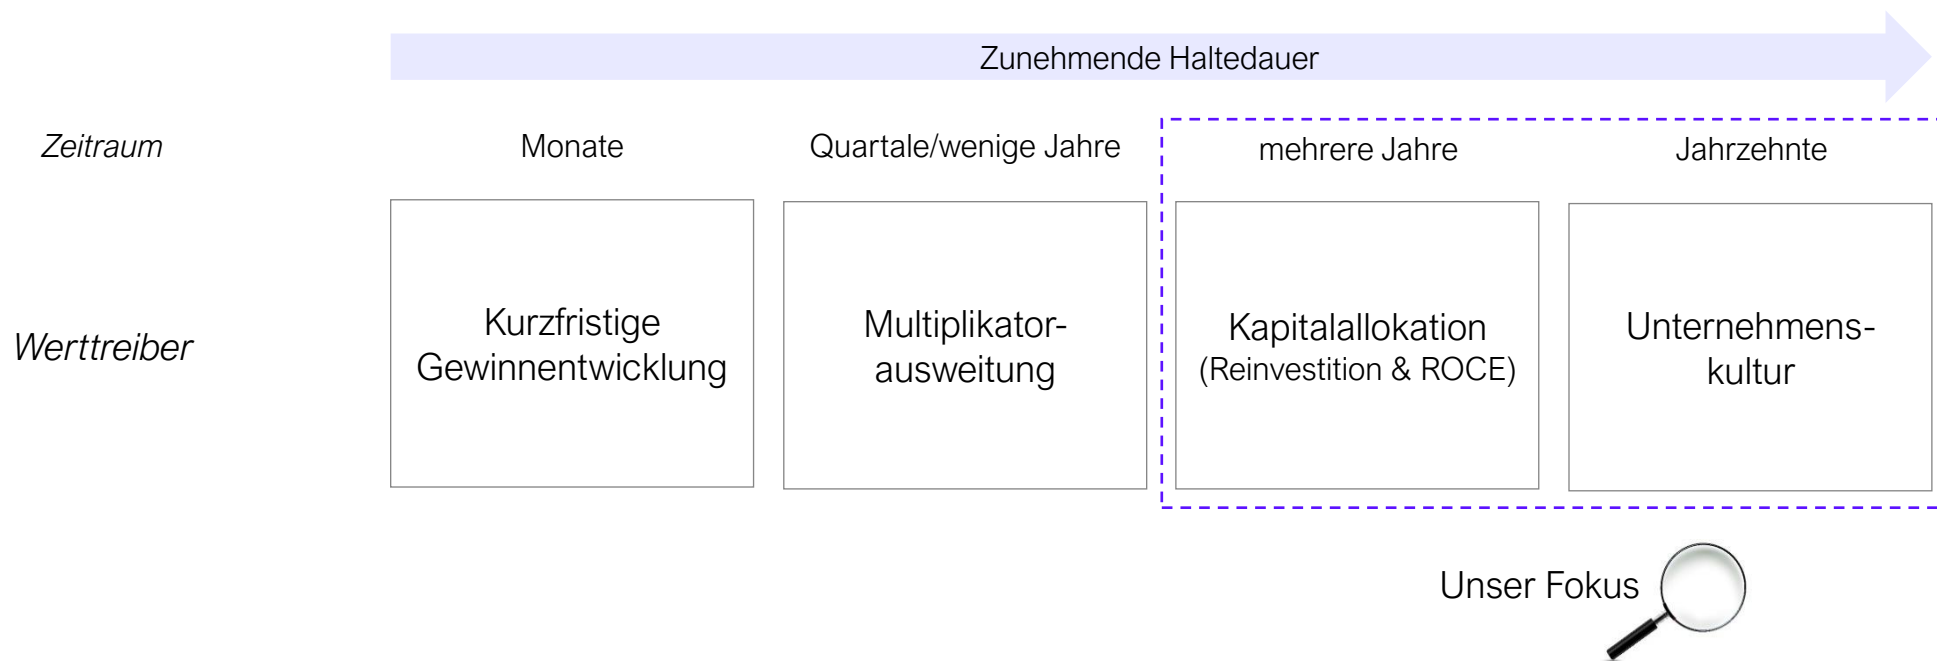 Zunehmende Haltedauer
Zeitraum
Monate
Quartale/wenige Jahre
mehrere Jahre
Jahrzehnte
Werttreiber
Kurzfristige
Gewinnentwicklung
Multiplikator-
ausweitung
Kapitalallokation
(Reinvestition & ROCE)
Unternehmens-
kultur
Unser Fokus